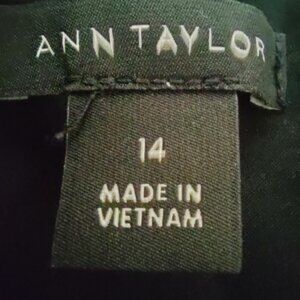 ANN TAYLOR
14
MADE IN
VIETNAM